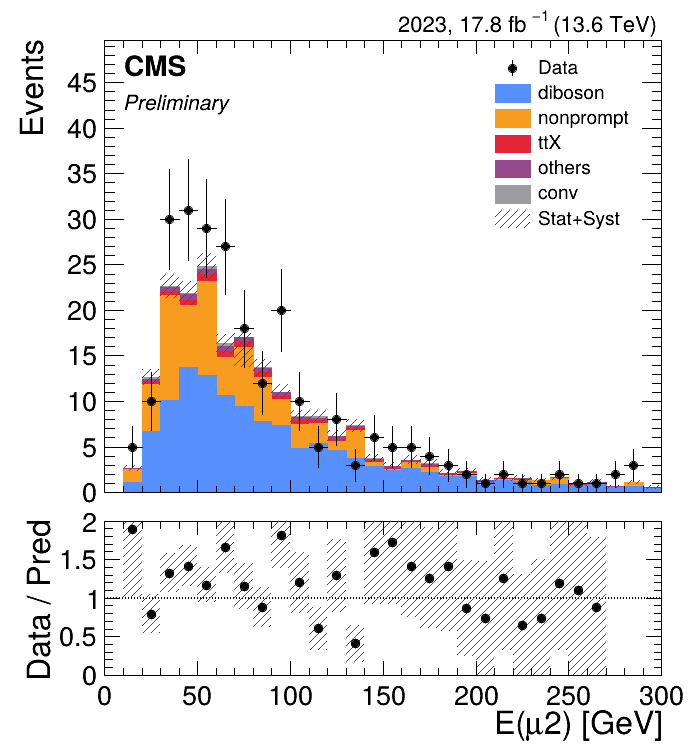 2023, 17.8 fb⁻¹ (13.6 TeV)
CMS
Preliminary
Events
45
40
35
30
25
20
15
10
5
0
Data
diboson
nonprompt
ttX
others
conv
Stat+Syst
Data / Pred
2
1.5
1
0.5
0
0 50 100 150 200 250 300
E(μ2) [GeV]